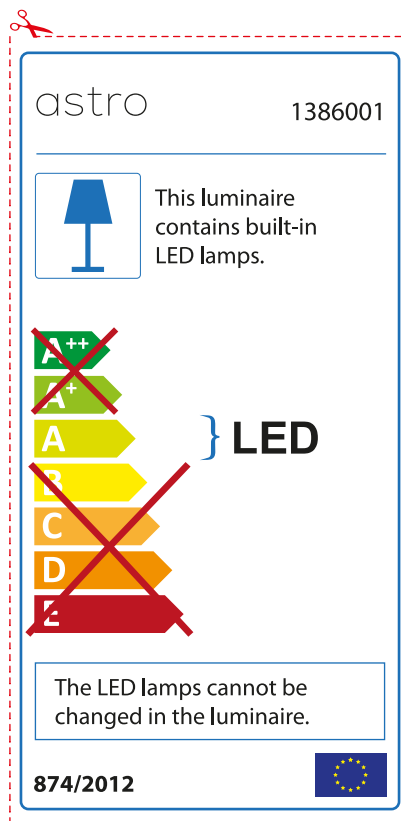 astro
1386001
This luminaire
contains built-in
LED lamps.
A++
A+
A
B
C
D
E
} LED
The LED lamps cannot be
changed in the luminaire.
874/2012